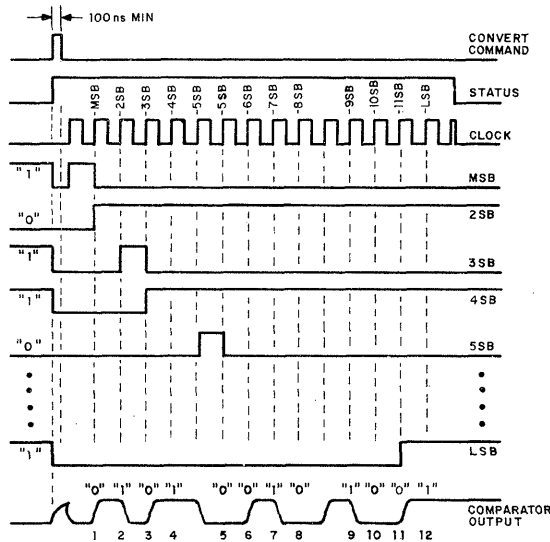 100ns MIN
CONVERT
COMMAND
STATUS
MSB
2SB
3SB
4SB
5SB
5SB
6SB
7SB
8SB
9SB
10SB
11SB
LSB
CLOCK
"1"
MSB
"0"
2SB
"1"
3SB
"1"
4SB
"0"
5SB
"1"
LSB
"0" "1" "0" "1" "0" "0" "1" "0" "1" "0" "0" "1"
COMPARATOR
OUTPUT
1 2 3 4 5 6 7 8 9 10 11 12